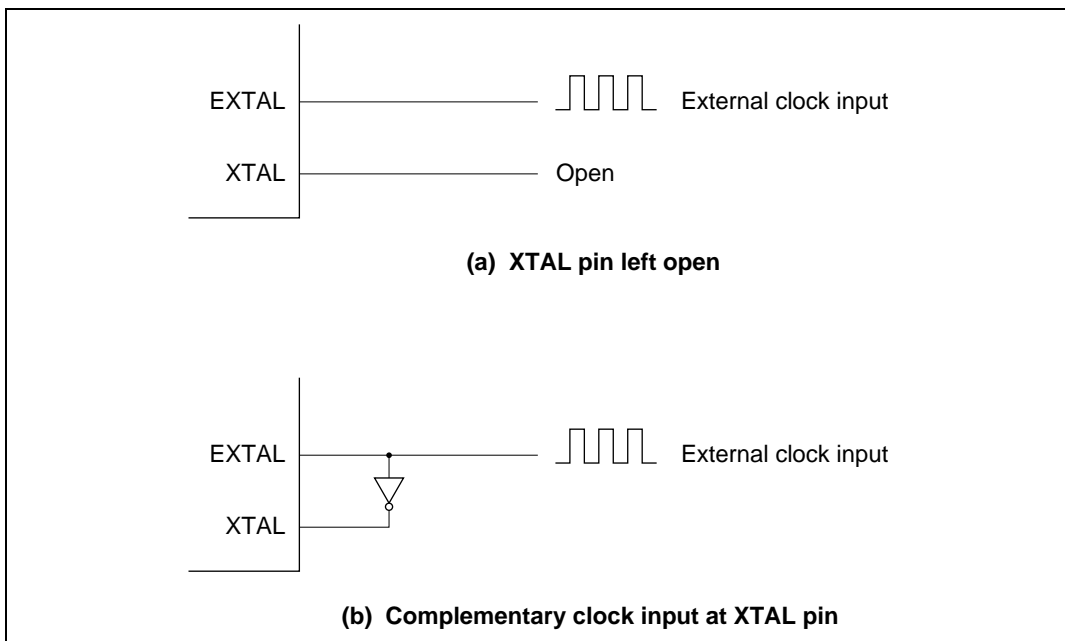 EXTAL
External clock input
XTAL
Open
(a) XTAL pin left open
EXTAL
External clock input
XTAL
(b) Complementary clock input at XTAL pin